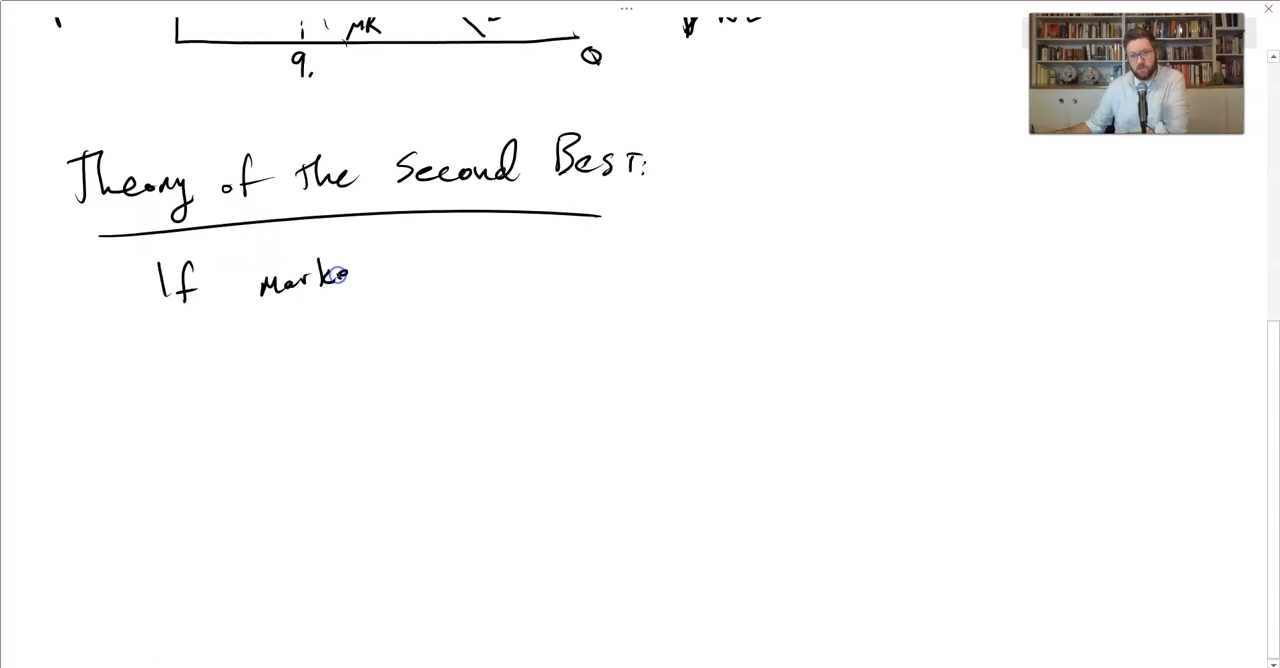 MR
q.
Q
Theory of the Second Best:
If marke